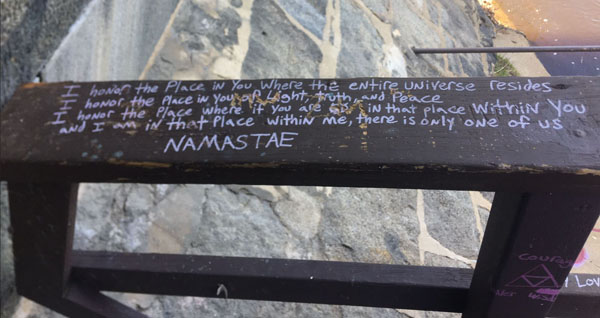 I honor the Place in You Where the entire universe resides
I honor the Place in you of Light, truth and Peace
I honor the Place where if you are in that place within You
and I am in that place within me, there is only one of us
NAMASTAE
Love